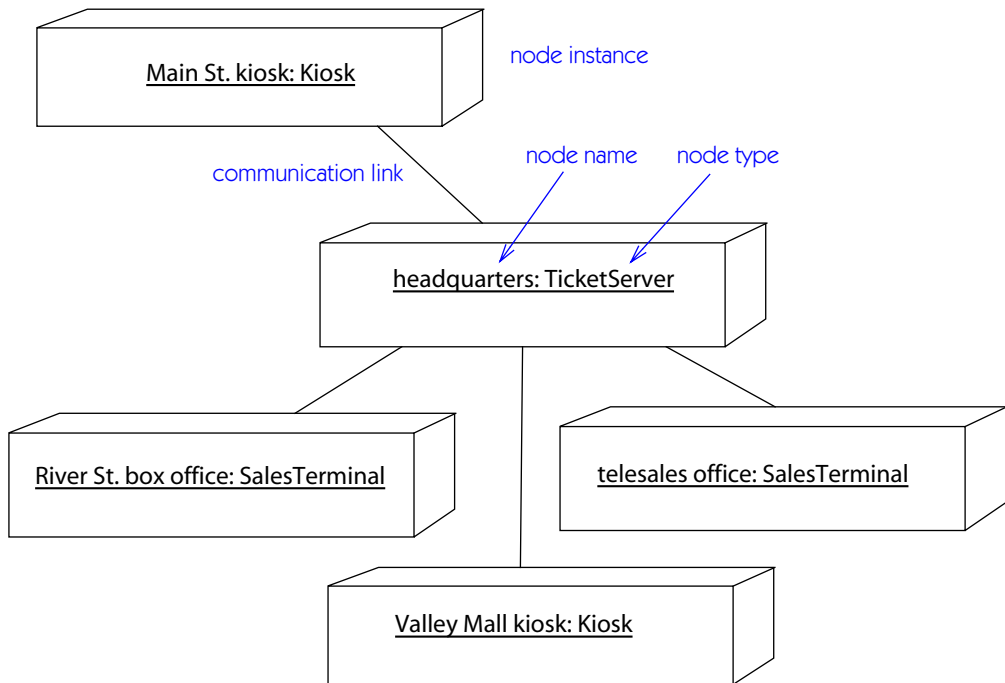 node instance
Main St. kiosk: Kiosk
node name
node type
communication link
headquarters: TicketServer
River St. box office: SalesTerminal
telesales office: SalesTerminal
Valley Mall kiosk: Kiosk